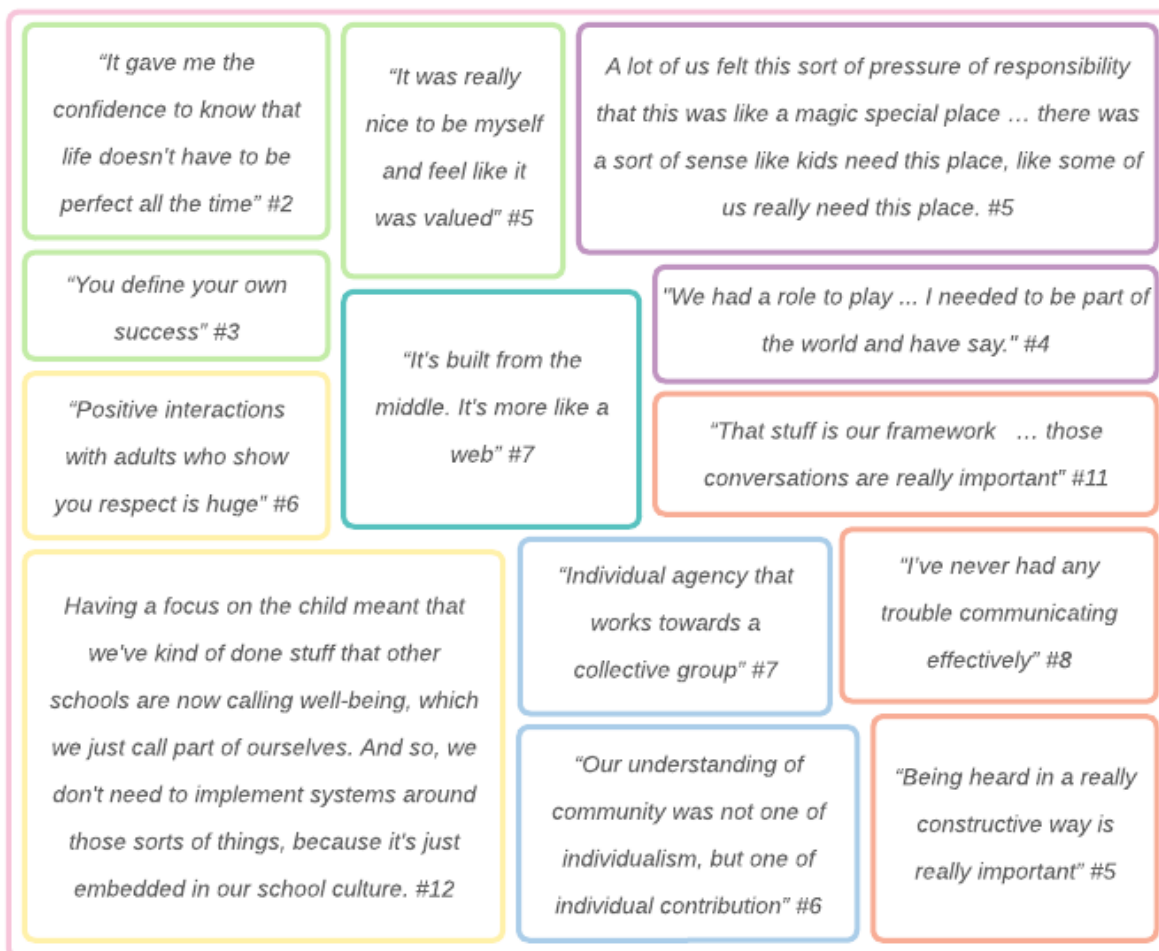 “It gave me the
confidence to know that
life doesn't have to be
perfect all the time” #2
“It was really
nice to be myself
and feel like it
was valued” #5
A lot of us felt this sort of pressure of responsibility
that this was like a magic special place … there was
a sort of sense like kids need this place, like some of
us really need this place. #5
“You define your own
success” #3
"We had a role to play ... I needed to be part of
the world and have say." #4
“It's built from the
middle. It's more like a
web” #7
“Positive interactions
with adults who show
you respect is huge” #6
“That stuff is our framework … those
conversations are really important” #11
Having a focus on the child meant that
we've kind of done stuff that other
schools are now calling well-being, which
we just call part of ourselves. And so, we
don't need to implement systems around
those sorts of things, because it's just
embedded in our school culture. #12
“Individual agency that
works towards a
collective group” #7
“I've never had any
trouble communicating
effectively” #8
“Our understanding of
community was not one of
individualism, but one of
individual contribution” #6
“Being heard in a really
constructive way is
really important” #5